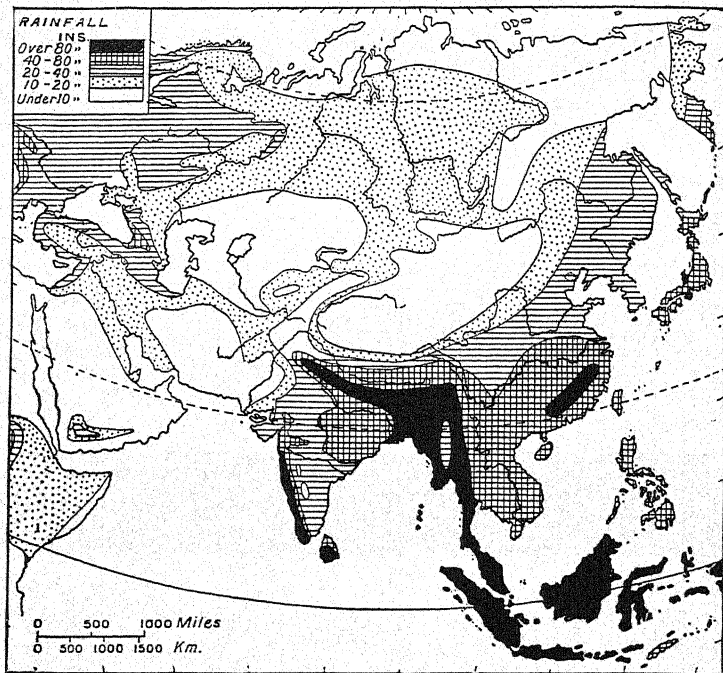 RAINFALL
INS.
Over 80 "
40-80 "
20-40 "
10-20 "
Under 10 "
0 500 1000 Miles
0 500 1000 1500 Km.